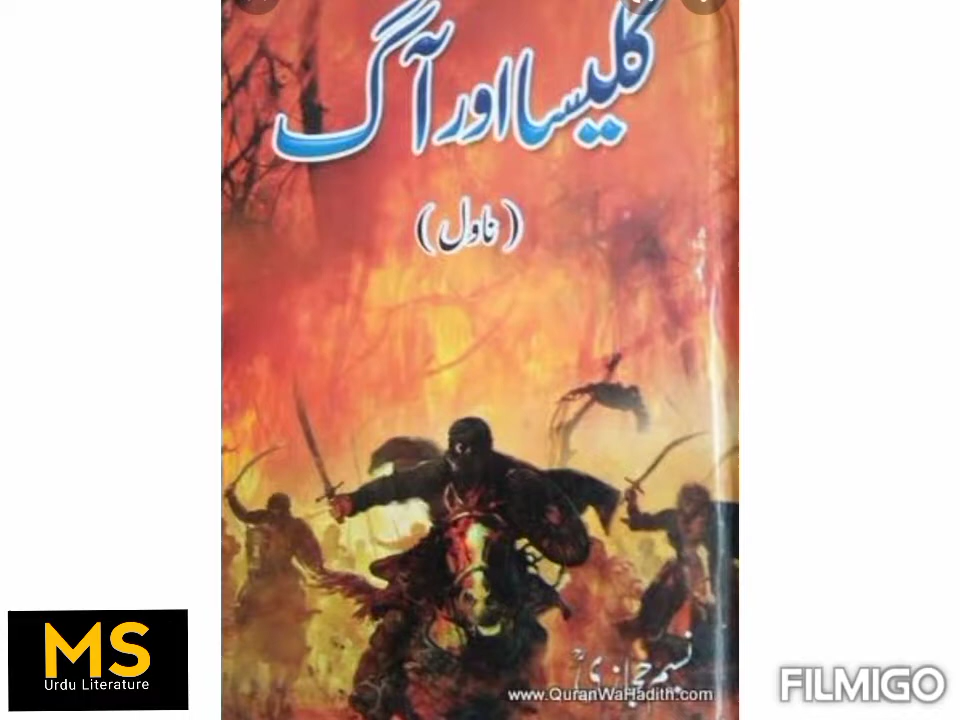 کلیسا اور آگ
(ناول)
نسیم حجازیؒ
www.QuranWaHadith.com
MS
Urdu Literature
FILMIGO